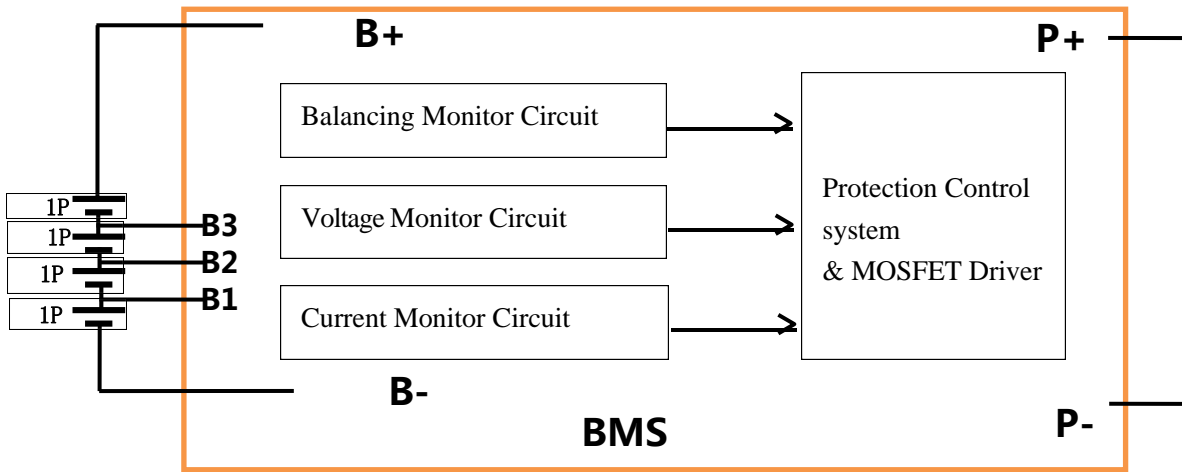 B+
P+
Balancing Monitor Circuit
1P
B3
1P
B2
1P
B1
1P
Voltage Monitor Circuit
Current Monitor Circuit
Protection Control
system
& MOSFET Driver
B-
P-
BMS